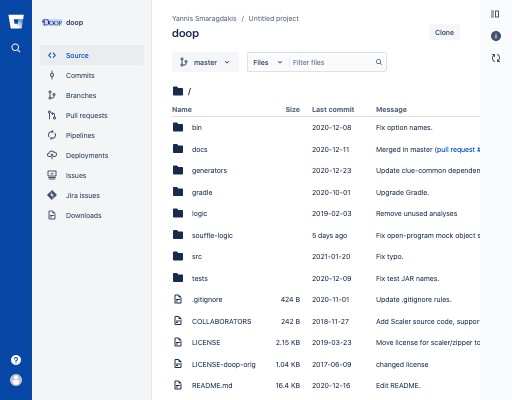 Doop doop
Source
Commits
Branches
Pull requests
Pipelines
Deployments
Issues
Jira issues
Downloads
Yannis Smaragdakis / Untitled project
doop
Clone
master
Files Filter files
/
Name Size Last commit Message
bin 2020-12-08 Fix option names.
docs 2020-12-11 Merged in master (pull request #
generators 2020-12-23 Update clue-common dependen
gradle 2020-10-01 Upgrade Gradle.
logic 2019-02-03 Remove unused analyses
souffle-logic 5 days ago Fix open-program mock object s
src 2021-01-20 Fix typo.
tests 2020-12-09 Fix test JAR names.
.gitignore 424 B 2020-11-01 Update .gitignore rules.
COLLABORATORS 242 B 2018-11-27 Add Scaler source code, suppor
LICENSE 2.15 KB 2019-03-23 Move license for scaler/zipper to
LICENSE-doop-orig 1.04 KB 2017-06-09 changed license
README.md 16.4 KB 2020-12-16 Edit README.